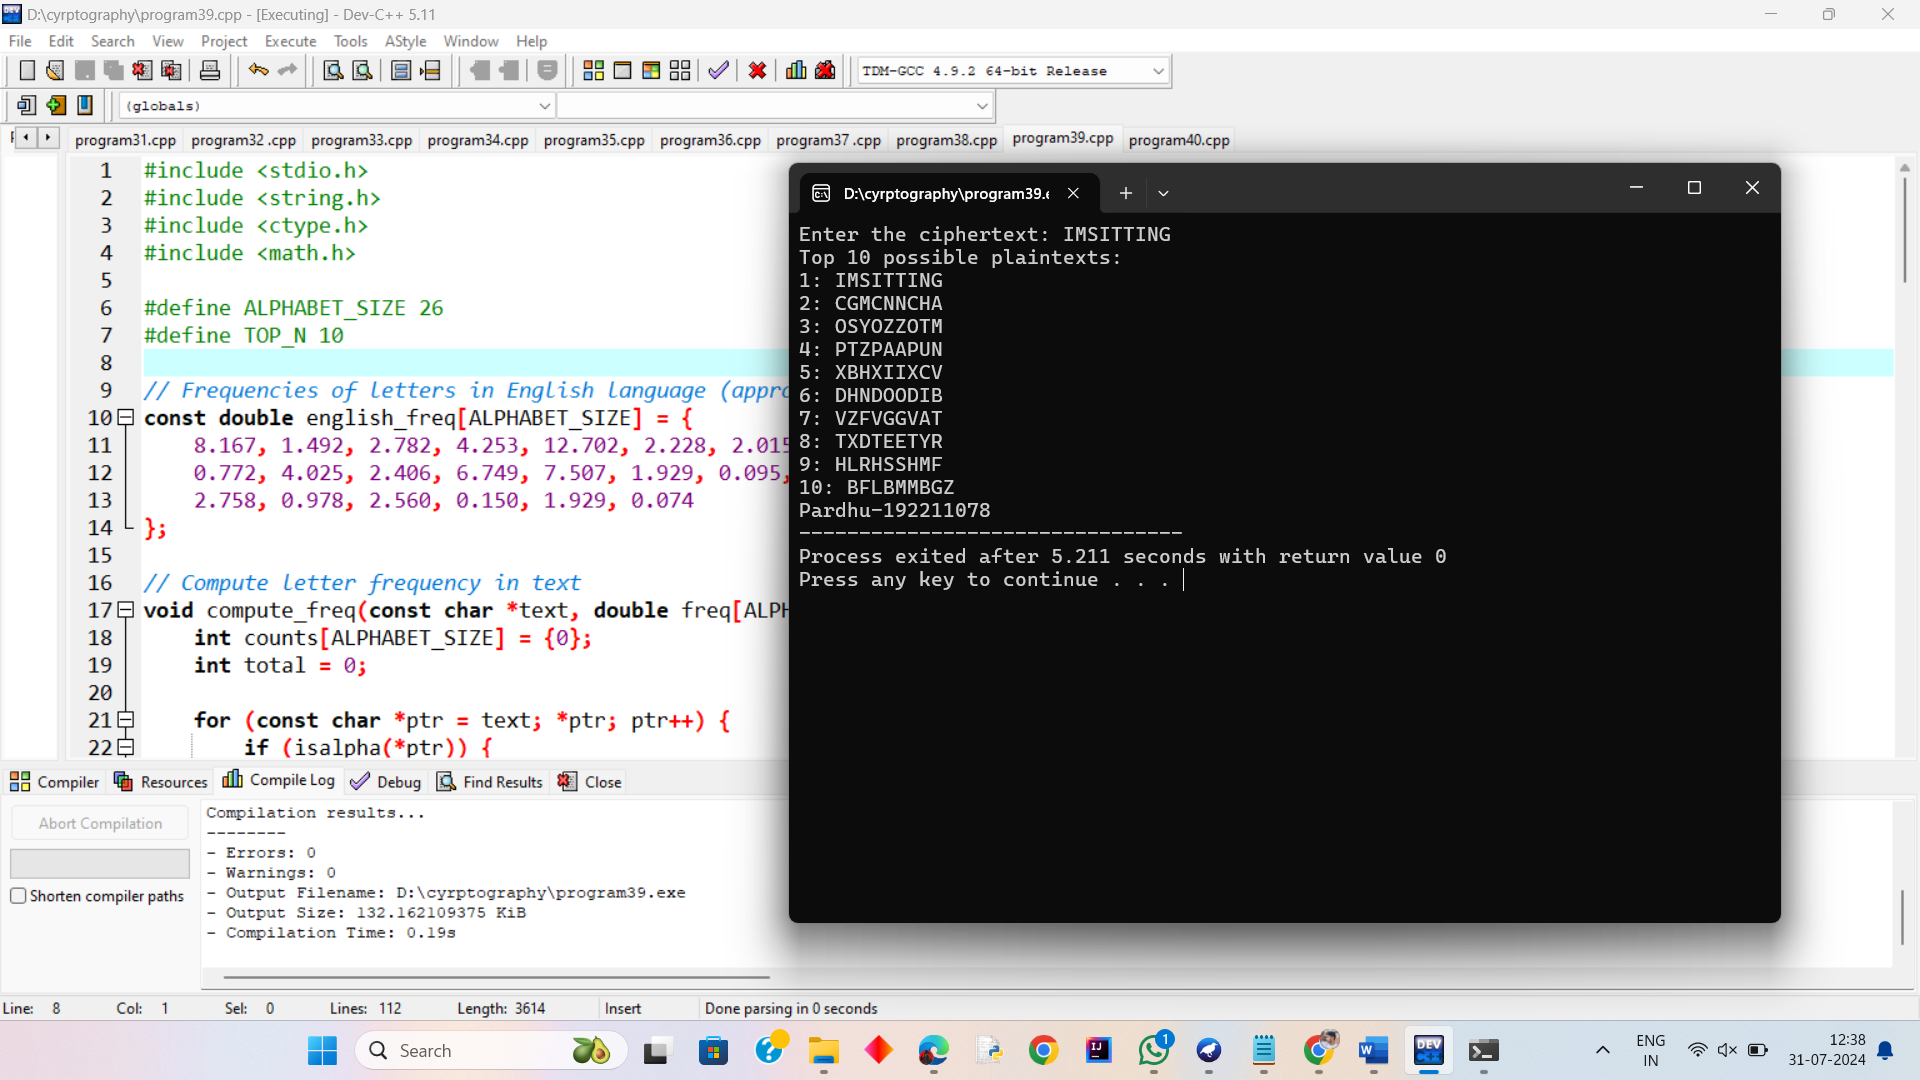 D:\cyrptography\program39.cpp - [Executing] - Dev-C++ 5.11
File Edit Search View Project Execute Tools AStyle Window Help
TDM-GCC 4.9.2 64-bit Release
(globals)
program31.cpp program32 .cpp program33.cpp program34.cpp program35.cpp program36.cpp program37 .cpp program38.cpp program39.cpp program40.cpp
1 #include <stdio.h>
2 #include <string.h>
3 #include <ctype.h>
4 #include <math.h>
5
6 #define ALPHABET_SIZE 26
7 #define TOP_N 10
8
9 // Frequencies of letters in English language (appro
10 const double english_freq[ALPHABET_SIZE] = {
11 8.167, 1.492, 2.782, 4.253, 12.702, 2.228, 2.015
12 0.772, 4.025, 2.406, 6.749, 7.507, 1.929, 0.095,
13 2.758, 0.978, 2.560, 0.150, 1.929, 0.074
14 };
15
16 // Compute letter frequency in text
17 void compute_freq(const char *text, double freq[ALPH
18 int counts[ALPHABET_SIZE] = {0};
19 int total = 0;
20
21 for (const char *ptr = text; *ptr; ptr++) {
22 if (isalpha(*ptr)) {
D:\cyrptography\program39.e
Enter the ciphertext: IMSITTING
Top 10 possible plaintexts:
1: IMSITTING
2: CGMCNNCHA
3: OSYOZZOTM
4: PTZPAAPUN
5: XBHXIIXCV
6: DHNDOODIB
7: VZFVGGVAT
8: TXDTEETYR
9: HLRHSSHMF
10: BFLBMMBGZ
Pardhu-192211078
--------------------------------
Process exited after 5.211 seconds with return value 0
Press any key to continue . . .
Compiler Resources Compile Log Debug Find Results Close
Abort Compilation
Shorten compiler paths
Compilation results...
--------
- Errors: 0
- Warnings: 0
- Output Filename: D:\cyrptography\program39.exe
- Output Size: 132.162109375 KiB
- Compilation Time: 0.19s
Line: 8 Col: 1 Sel: 0 Lines: 112 Length: 3614 Insert Done parsing in 0 seconds
Search
1
ENG
IN
12:38
31-07-2024